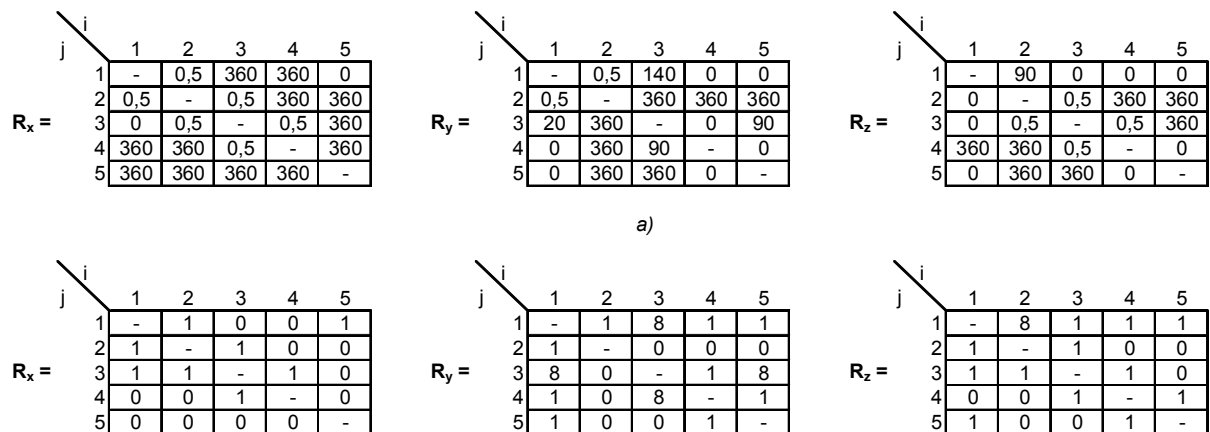 i i i
j 1 2 3 4 5 j 1 2 3 4 5 j 1 2 3 4 5
1 - 0,5 360 360 0 1 - 0,5 140 0 0 1 - 90 0 0 0
2 0,5 - 0,5 360 360 2 0,5 - 360 360 360 2 0 - 0,5 360 360
Rx = 3 0 0,5 - 0,5 360 Ry = 3 20 360 - 0 90 Rz = 3 0 0,5 - 0,5 360
4 360 360 0,5 - 360 4 0 360 90 - 0 4 360 360 0,5 - 0
5 360 360 360 360 - 5 0 360 360 0 - 5 0 360 360 0 -
a)
i i i
j 1 2 3 4 5 j 1 2 3 4 5 j 1 2 3 4 5
1 - 1 0 0 1 1 - 1 8 1 1 1 - 8 1 1 1
2 1 - 1 0 0 2 1 - 0 0 0 2 1 - 1 0 0
Rx = 3 1 1 - 1 0 Ry = 3 8 0 - 1 8 Rz = 3 1 1 - 1 0
4 0 0 1 - 0 4 1 0 8 - 1 4 0 0 1 - 1
5 0 0 0 0 - 5 1 0 0 1 - 5 1 0 0 1 -